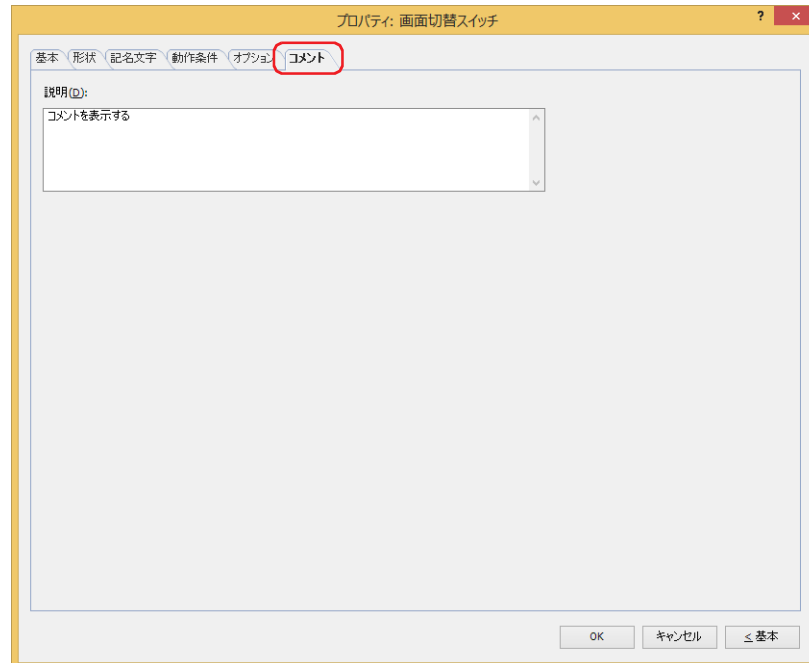 プロパティ: 画面切替スイッチ
? ×
基本 形状 記名文字 動作条件 オプション コメント
説明(D):
コメントを表示する
OK キャンセル < 基本